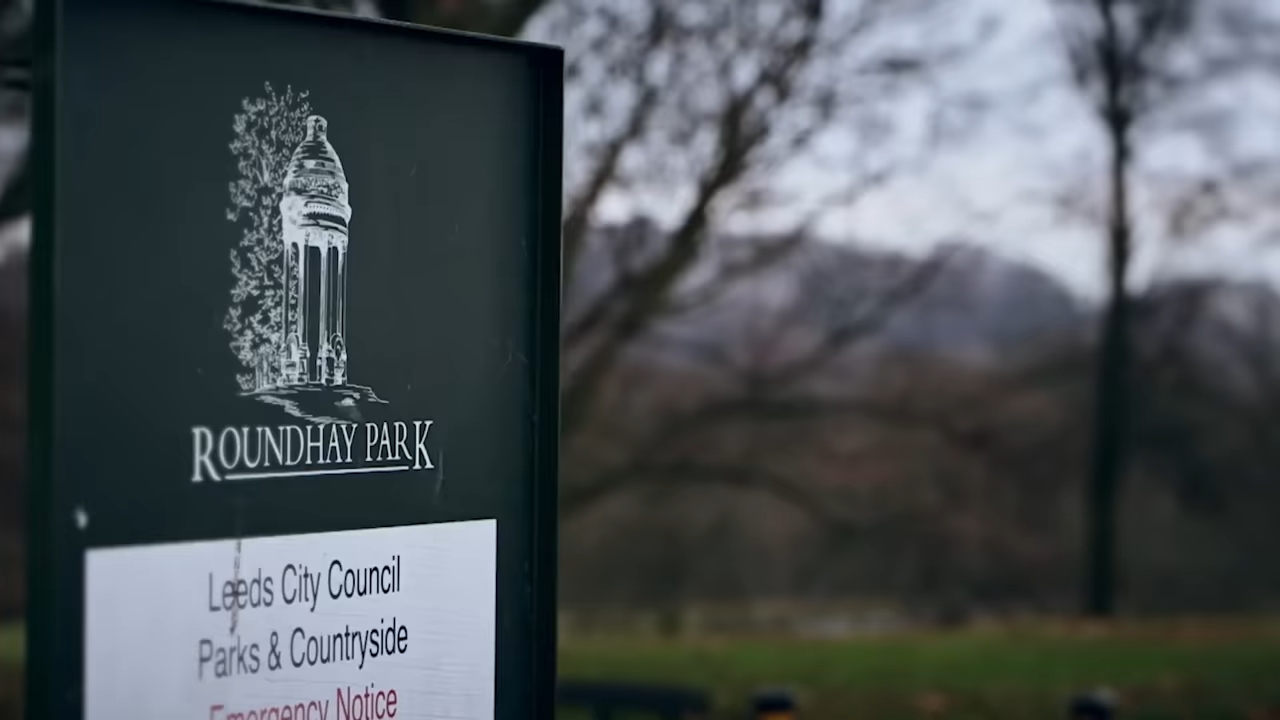 ROUNDHAY PARK
Leeds City Council
Parks & Countryside
Emergency Notice